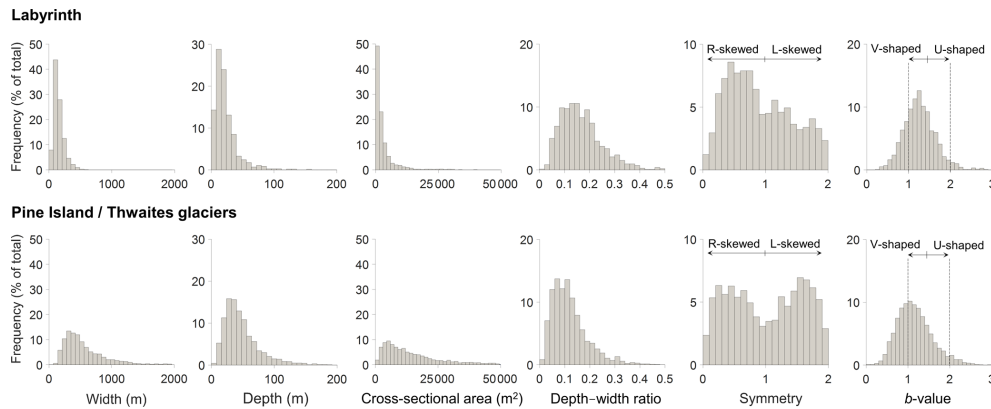 Labyrinth
Frequency (% of total)
50 40 30 20 10 0
0 1000 2000
30 20 10 0
0 100 200
50 40 30 20 10 0
0 25000 50000
20 10 0
0 0.1 0.2 0.3 0.4 0.5
10 5 0
R-skewed L-skewed
0 1 2
20 10 0
V-shaped U-shaped
0 1 2 3
Pine Island / Thwaites glaciers
Frequency (% of total)
50 40 30 20 10 0
0 1000 2000
Width (m)
30 20 10 0
0 100 200
Depth (m)
50 40 30 20 10 0
0 25000 50000
Cross-sectional area (m²)
20 10 0
0 0.1 0.2 0.3 0.4 0.5
Depth–width ratio
10 5 0
R-skewed L-skewed
0 1 2
Symmetry
20 10 0
V-shaped U-shaped
0 1 2 3
b-value